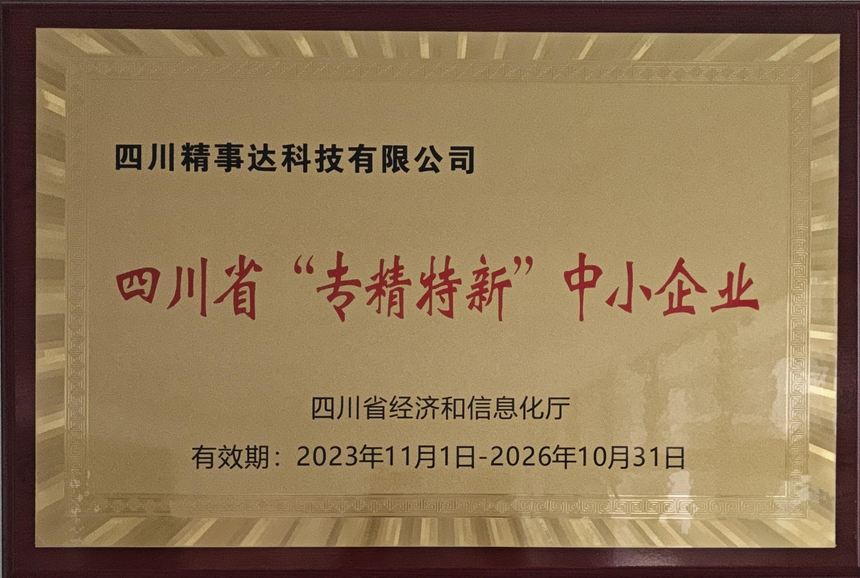 四川精事达科技有限公司
四川省“专精特新”中小企业
四川省经济和信息化厅
有效期：2023年11月1日-2026年10月31日